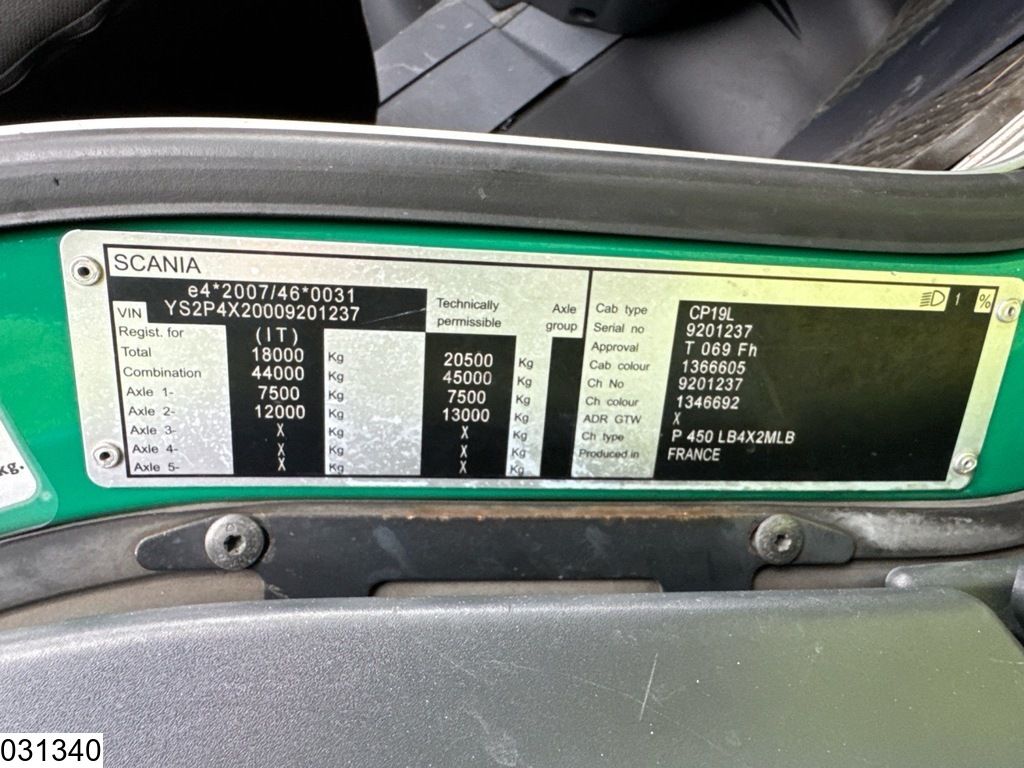 SCANIA
e4*2007/46*0031
VIN YS2P4X20009201237
Technically permissible Axle group
Regist. for (IT)
Total 18000 Kg 20500 Kg
Combination 44000 Kg 45000 Kg
Axle 1- 7500 Kg 7500 Kg
Axle 2- 12000 Kg 13000 Kg
Axle 3- X Kg X Kg
Axle 4- X Kg X Kg
Axle 5- X Kg X Kg
1 %
Cab type CP19L
Serial no 9201237
Approval T 069 Fh
Cab colour 1366605
Ch No 9201237
Ch colour 1346692
ADR GTW X
Ch type P 450 LB4X2MLB
Produced in FRANCE
kg.
031340